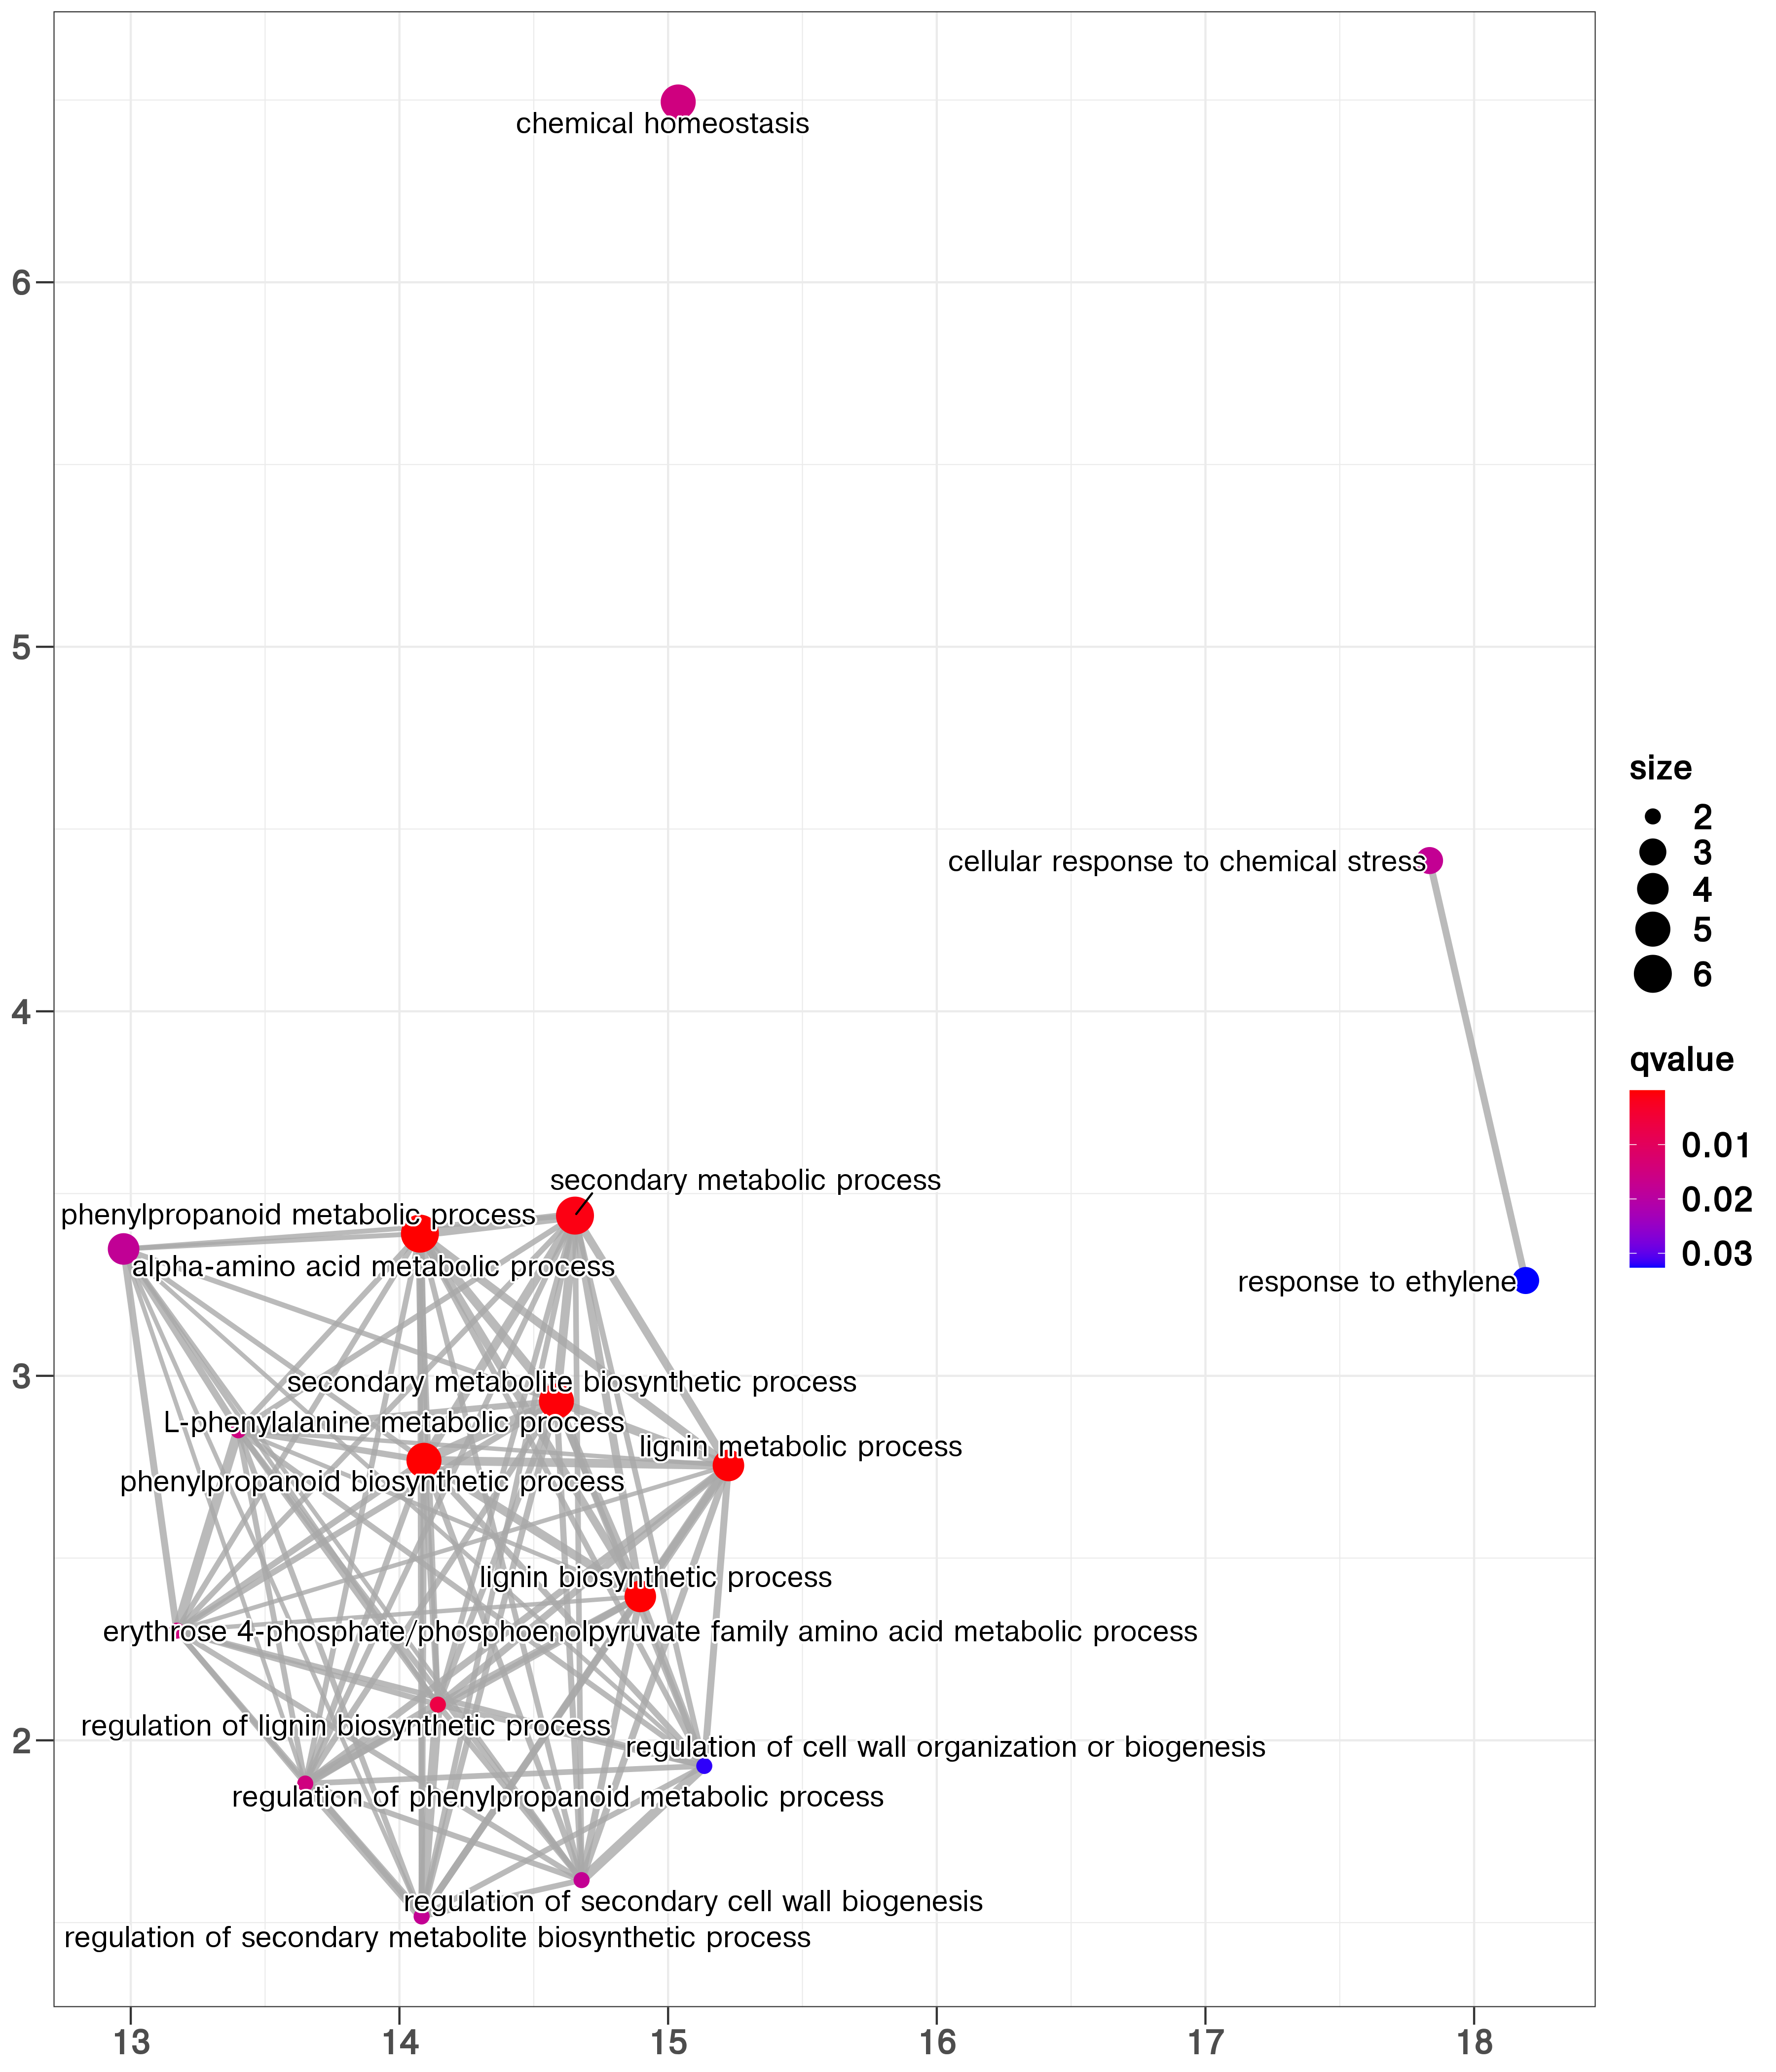 chemical homeostasis
6
5
size
2
3
4
5
6
cellular response to chemical stress
4
qvalue
0.01
0.02
0.03
secondary metabolic process
phenylpropanoid metabolic process
alpha-amino acid metabolic process
response to ethylene
3
secondary metabolite biosynthetic process
L-phenylalanine metabolic process
lignin metabolic process
phenylpropanoid biosynthetic process
lignin biosynthetic process
erythrose 4-phosphate/phosphoenolpyruvate family amino acid metabolic process
regulation of lignin biosynthetic process
2
regulation of cell wall organization or biogenesis
regulation of phenylpropanoid metabolic process
regulation of secondary cell wall biogenesis
regulation of secondary metabolite biosynthetic process
13 14 15 16 17 18